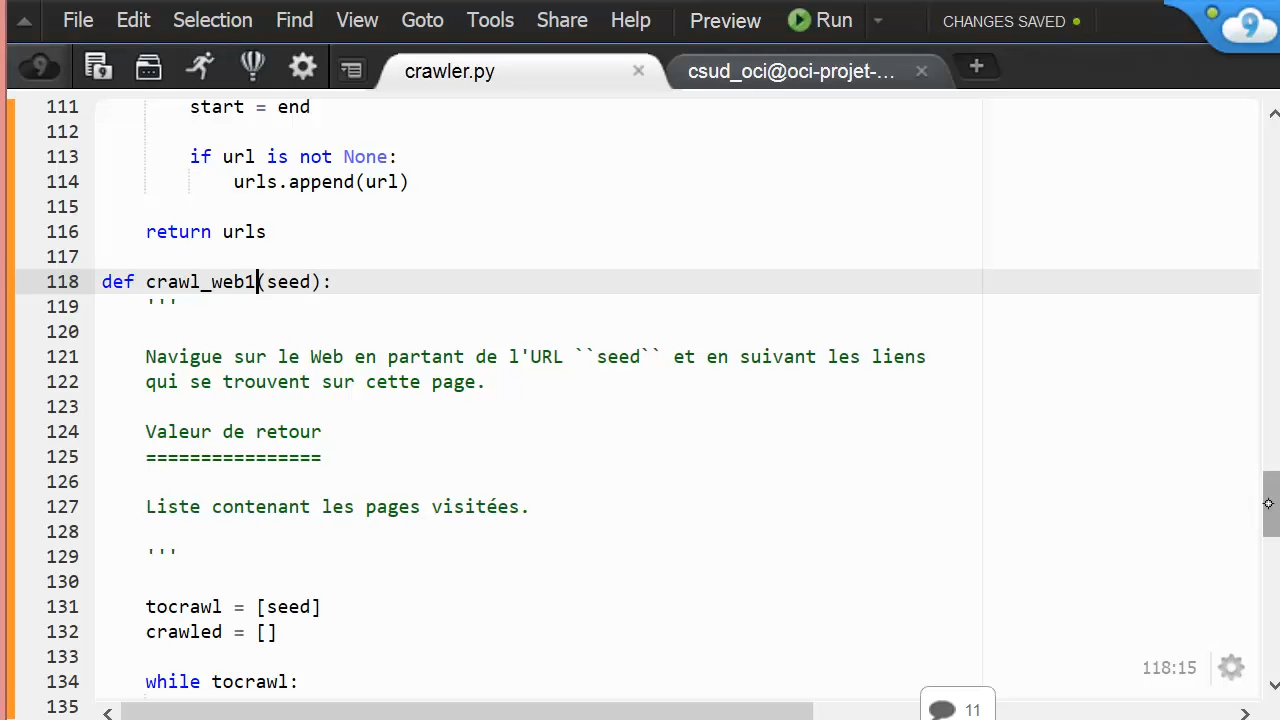 File Edit Selection Find View Goto Tools Share Help Preview Run CHANGES SAVED
9
9 crawler.py csud_oci@oci-projet-...
111 start = end
112
113 if url is not None:
114 urls.append(url)
115
116 return urls
117
118 def crawl_web1(seed):
119 '''
120
121 Navigue sur le Web en partant de l'URL ``seed`` et en suivant les liens
122 qui se trouvent sur cette page.
123
124 Valeur de retour
125 ================
126
127 Liste contenant les pages visitées.
128
129 '''
130
131 tocrawl = [seed]
132 crawled = []
133
134 while tocrawl:
135
118:15
11